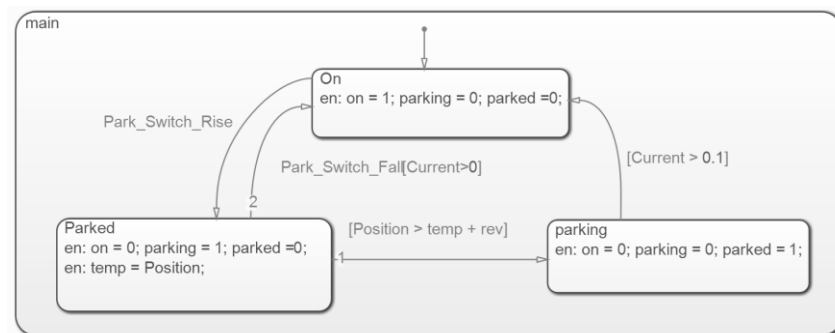 main
On
en: on = 1; parking = 0; parked =0;
Park_Switch_Rise
[Current > 0.1]
Park_Switch_Fall[Current>0]
2
Parked
en: on = 0; parking = 1; parked =0;
en: temp = Position;
[Position > temp + rev]
1
parking
en: on = 0; parking = 0; parked = 1;